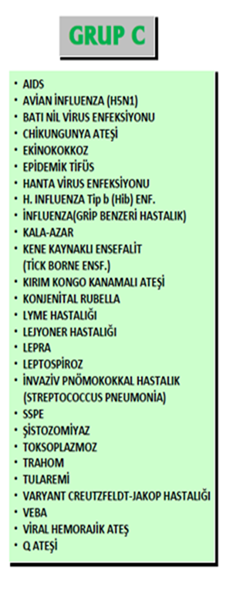 GRUP C
• AIDS
• AVİAN İNFLUENZA (H5N1)
• BATI NİL VİRUS ENFEKSİYONU
• CHİKUNGUNYA ATEŞİ
• EKİNOKOKKOZ
• EPİDEMİK TİFÜS
• HANTA VİRUS ENFEKSİYONU
• H. INFLUENZA Tip b (Hib) ENF.
• İNFLUENZA(GRİP BENZERİ HASTALIK)
• KALA-AZAR
• KENE KAYNAKLI ENSEFALİT
(TİCK BORNE ENSF.)
• KIRIM KONGO KANAMALI ATEŞİ
• KONJENİTAL RUBELLA
• LYME HASTALIĞI
• LEJYONER HASTALIĞI
• LEPRA
• LEPTOSPİROZ
• İNVAZİV PNÖMOKOKKAL HASTALIK
(STREPTOCOCCUS PNEUMONİA)
• SSPE
• ŞİSTOZOMİYAZ
• TOKSOPLAZMOZ
• TRAHOM
• TULAREMİ
• VARYANT CREUTZFELDT-JAKOP HASTALIĞI
• VEBA
• VİRAL HEMORAJİK ATEŞ
• Q ATEŞİ